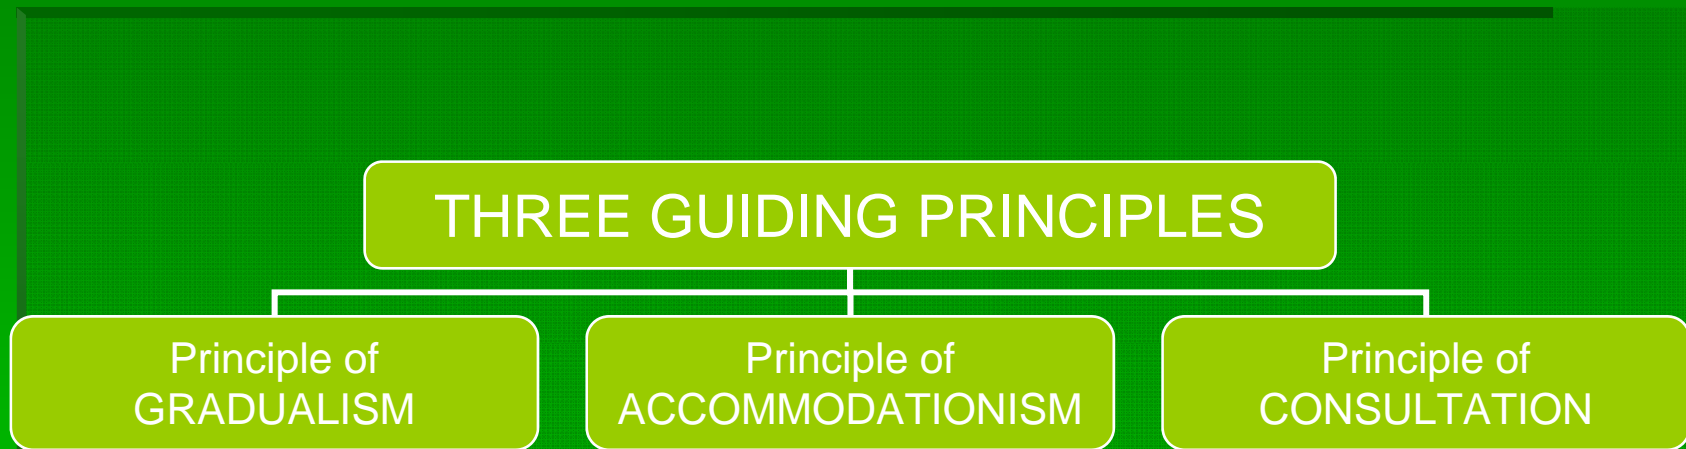 THREE GUIDING PRINCIPLES
Principle of
GRADUALISM
Principle of
ACCOMMODATIONISM
Principle of
CONSULTATION